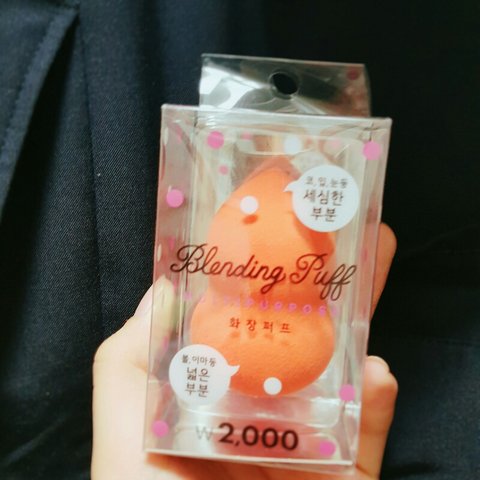 코, 입, 눈등
세심한
부분
Blending Puff
MULTIPURPOSE
화장퍼프
볼, 이마등
넓은
부분
₩2,000